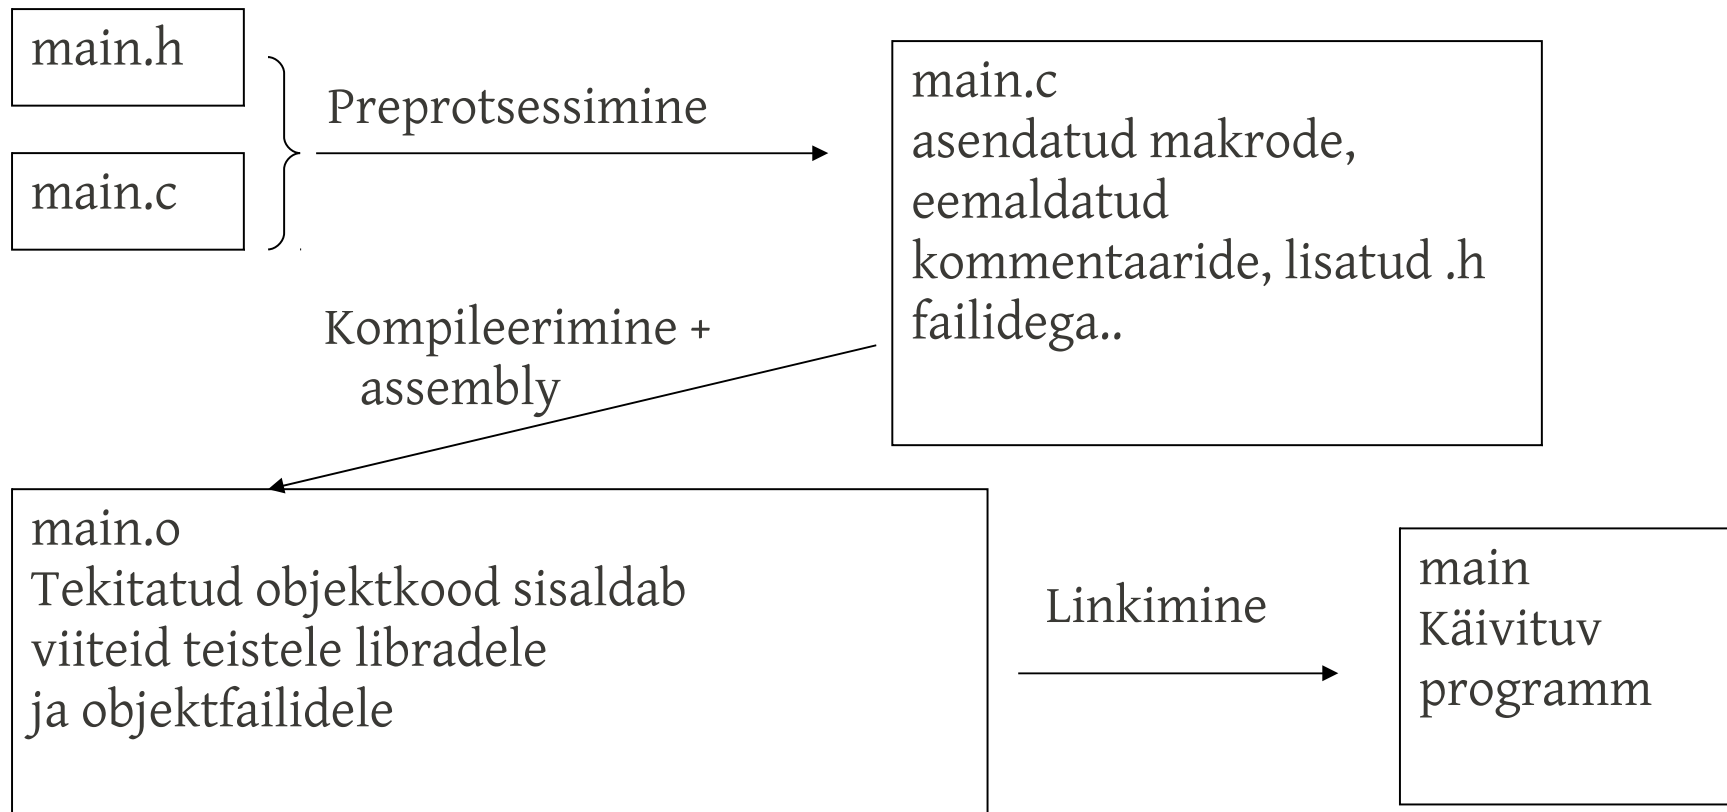 main.h
main.c
Preprotsessimine
main.c
asendatud makrode,
eemaldatud
kommentaaride, lisatud .h
failidega..
Kompileerimine +
assembly
main.o
Tekitatud objektkood sisaldab
viiteid teistele libradele
ja objektfailidele
Linkimine
main
Käivituv
programm